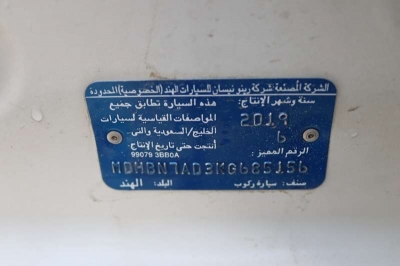 الشركة المصنعة شركة رينو نيسان للسيارات الهند (الخصوصية) المحدودة
سنة وشهر الإنتاج: هذه السيارة تطابق جميع
2019 المواصفات القياسية لسيارات
6 الخليج/السعودية والتي
الرقم المميز: أنتجت حتى تاريخ الإنتاج.
99079 3BB0A
MDHBN7AD3KG685156
صنف: سيارة ركوب البلد: الهند